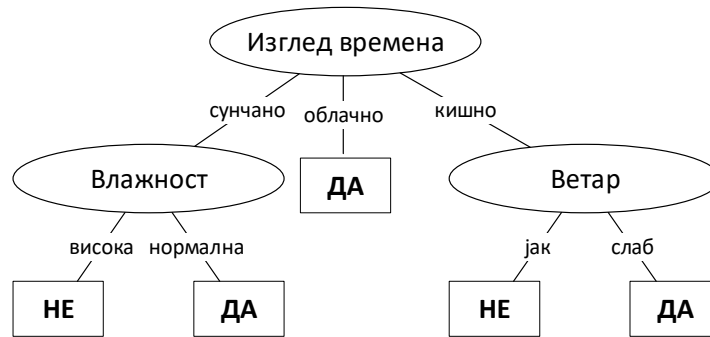 Изглед времена
сунчано
облачно
кишно
Влажност
ДА
Ветар
висока
нормална
јак
слаб
НЕ
ДА
НЕ
ДА